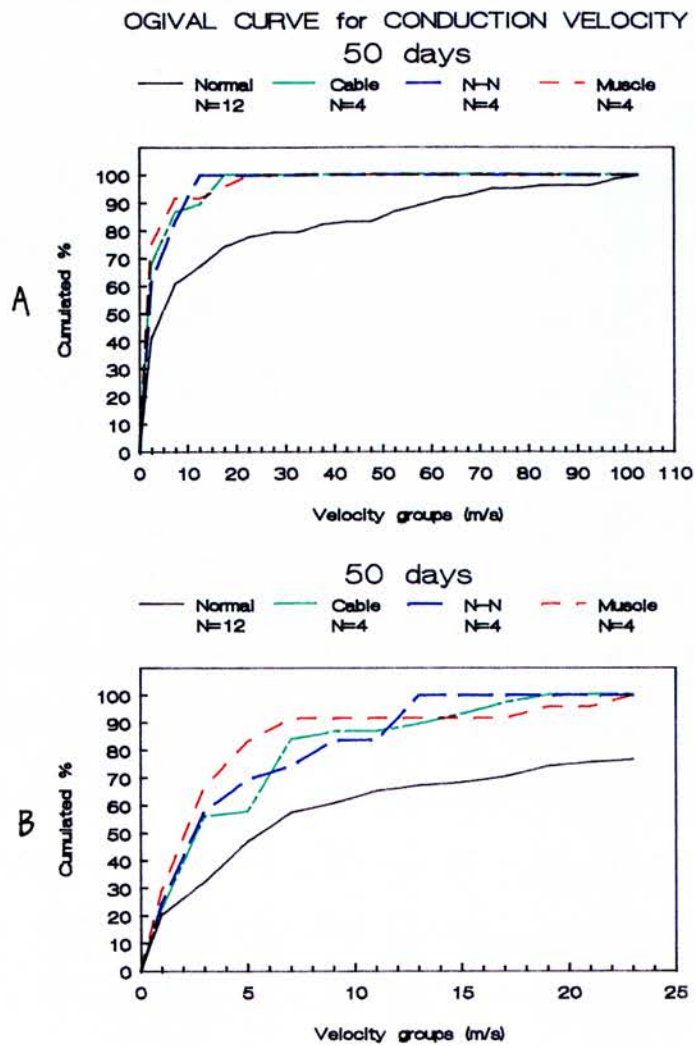 OGIVAL CURVE for CONDUCTION VELOCITY
50 days
Normal Cable N-N Muscle
N=12 N=4 N=4 N=4
A
Cumulated %
100
90
80
70
60
50
40
30
20
10
0
0 10 20 30 40 50 60 70 80 90 100 110
Velocity groups (m/s)
50 days
Normal Cable N-N Muscle
N=12 N=4 N=4 N=4
B
Cumulated %
100
90
80
70
60
50
40
30
20
10
0
0 5 10 15 20 25
Velocity groups (m/s)